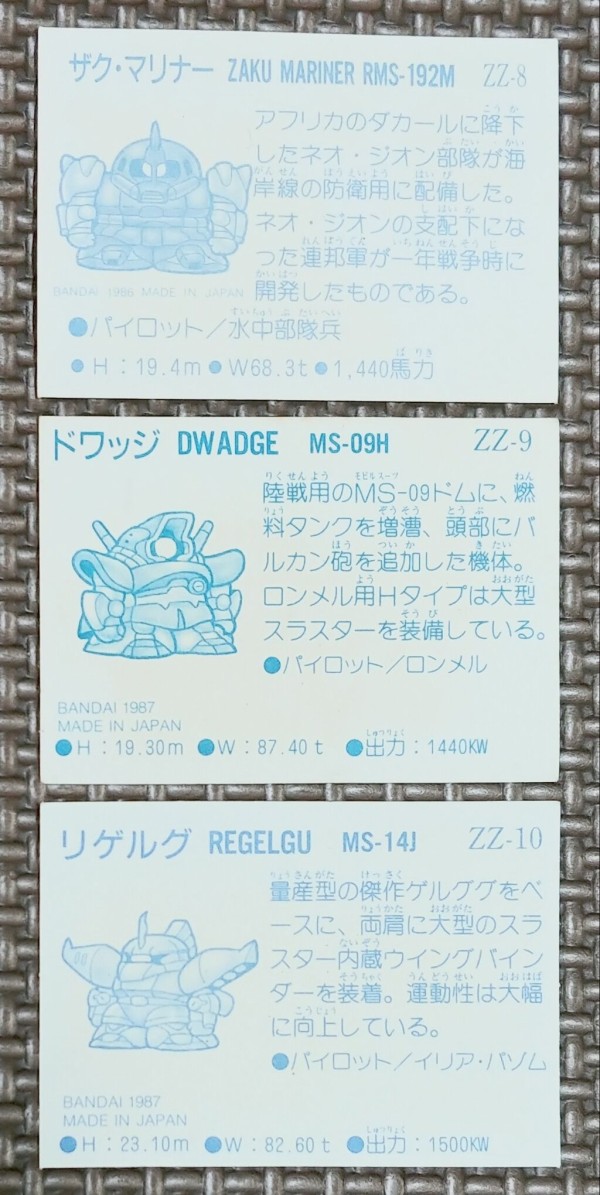 ザク・マリナー ZAKU MARINER RMS-192M ZZ-8
アフリカのダカールに降下
したネオ・ジオン部隊が海
岸線の防衛用に配備した。
ネオ・ジオンの支配下にな
った連邦軍が一年戦争時に
開発したものである。
BANDAI 1988 MADE IN JAPAN
●パイロット/水中部隊兵
●H:19.4m ●W68.3t ●1,440馬力
ドワッジ DWADGE MS-09H ZZ-9
陸戦用のMS-09ドムに、燃
料タンクを増漕、頭部にバ
ルカン砲を追加した機体。
ロンメル用Hタイプは大型
スラスターを装備している。
●パイロット/ロンメル
BANDAI 1987
MADE IN JAPAN
●H:19.30m ●W:87.40t ●出力:1440KW
リゲルグ REGELGU MS-14J ZZ-10
量産型の傑作ゲルググをベ
ースに、両肩に大型のスラ
スター内蔵ウイングバイン
ダーを装着。運動性は大幅
に向上している。
●パイロット/イリア・パゾム
BANDAI 1987
MADE IN JAPAN
●H:23.10m ●W:82.60t ●出力:1500KW